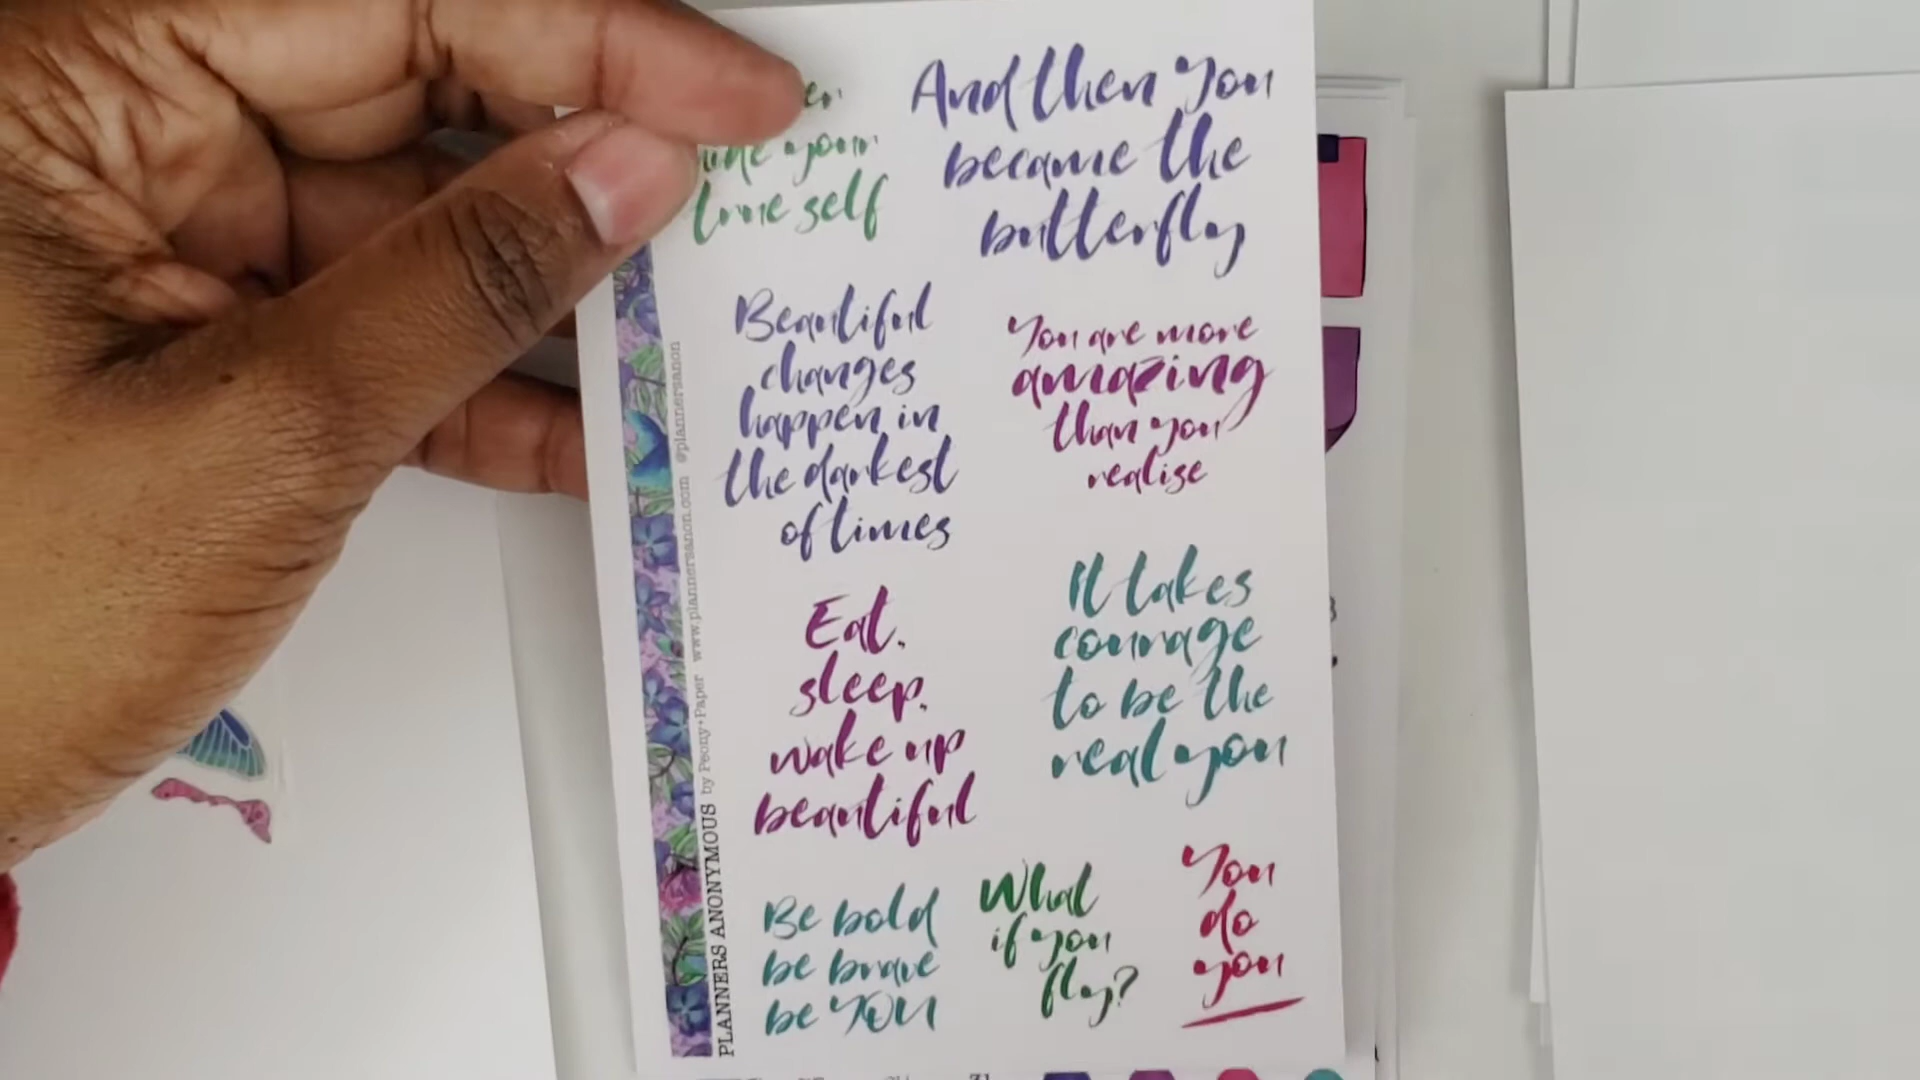 your
true self
And then you
became the
butterfly
Beautiful
changes
happen in
the darkest
of times
You are more
amazing
than you
realise
Eat.
sleep.
wake up
beautiful
It takes
courage
to be the
real you
Be bold
be brave
be YOU
What
if you
fly?
You
do
you
PLANNERS ANONYMOUS by Peony+Paper www.plannersanon.com @plannersanon